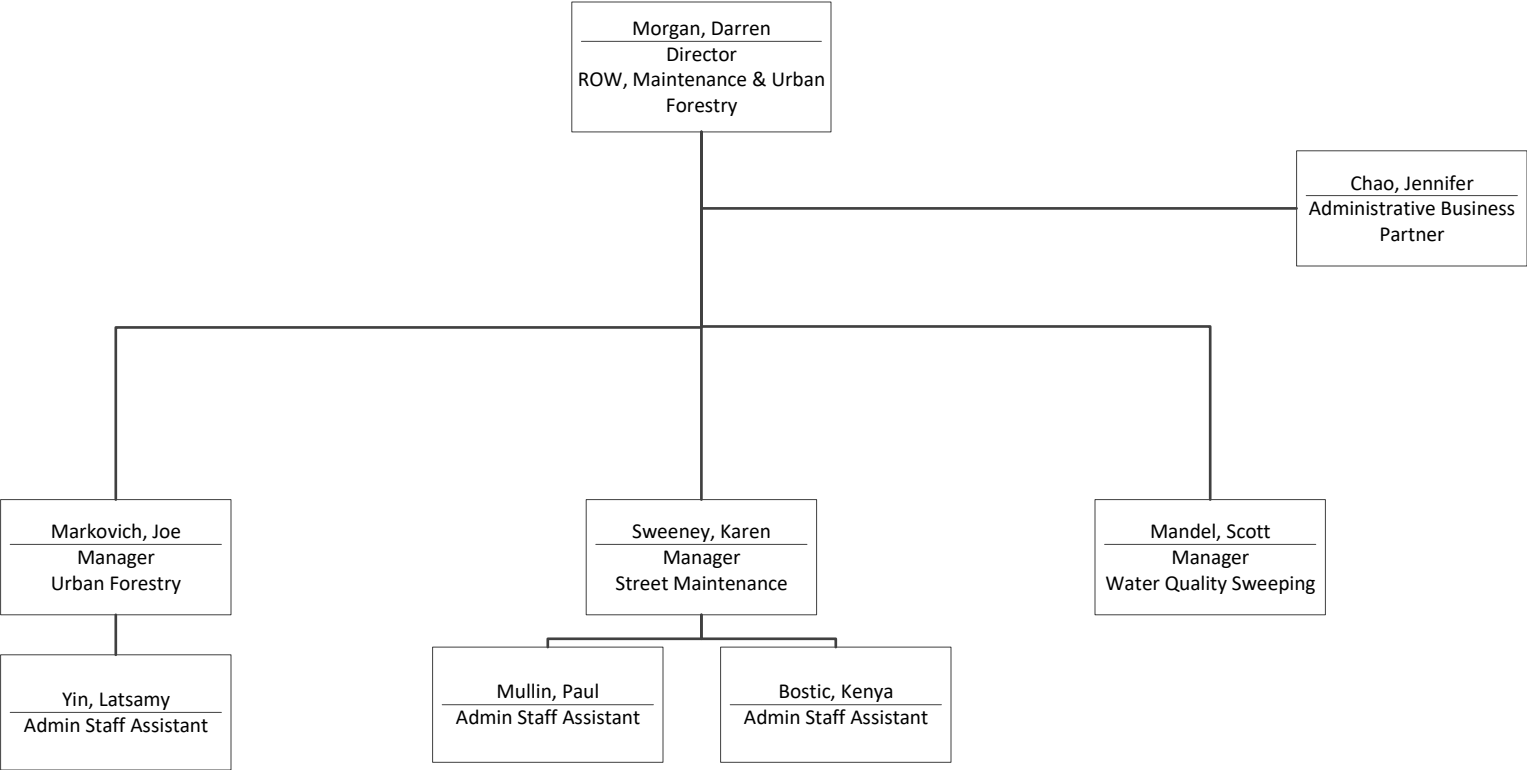 Morgan, Darren
Director
ROW, Maintenance & Urban
Forestry
Chao, Jennifer
Administrative Business
Partner
Markovich, Joe
Manager
Urban Forestry
Sweeney, Karen
Manager
Street Maintenance
Mandel, Scott
Manager
Water Quality Sweeping
Yin, Latsamy
Admin Staff Assistant
Mullin, Paul
Admin Staff Assistant
Bostic, Kenya
Admin Staff Assistant